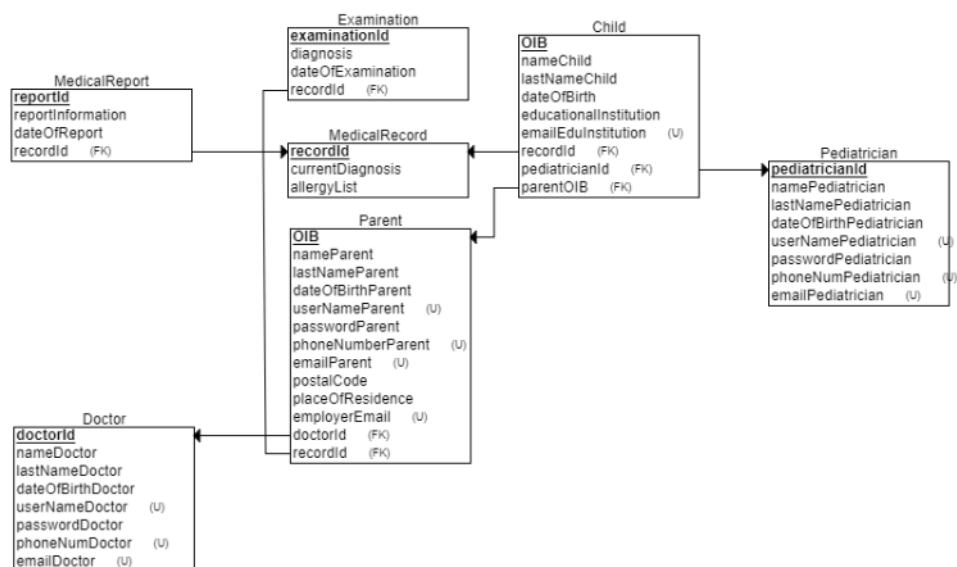 Examination
examinationId
diagnosis
dateOfExamination
recordId (FK)
Child
OIB
nameChild
lastNameChild
dateOfBirth
educationalInstitution
emailEduInstitution (U)
recordId (FK)
pediatricianId (FK)
parentOIB (FK)
MedicalReport
reportId
reportInformation
dateOfReport
recordId (FK)
MedicalRecord
recordId
currentDiagnosis
allergyList
Pediatrician
pediatricianId
namePediatrician
lastNamePediatrician
dateOfBirthPediatrician
userNamePediatrician (U)
passwordPediatrician
phoneNumPediatrician (U)
emailPediatrician (U)
Parent
OIB
nameParent
lastNameParent
dateOfBirthParent
userNameParent (U)
passwordParent
phoneNumberParent (U)
emailParent (U)
postalCode
placeOfResidence
employerEmail (U)
doctorId (FK)
recordId (FK)
Doctor
doctorId
nameDoctor
lastNameDoctor
dateOfBirthDoctor
userNameDoctor (U)
passwordDoctor
phoneNumDoctor (U)
emailDoctor (U)